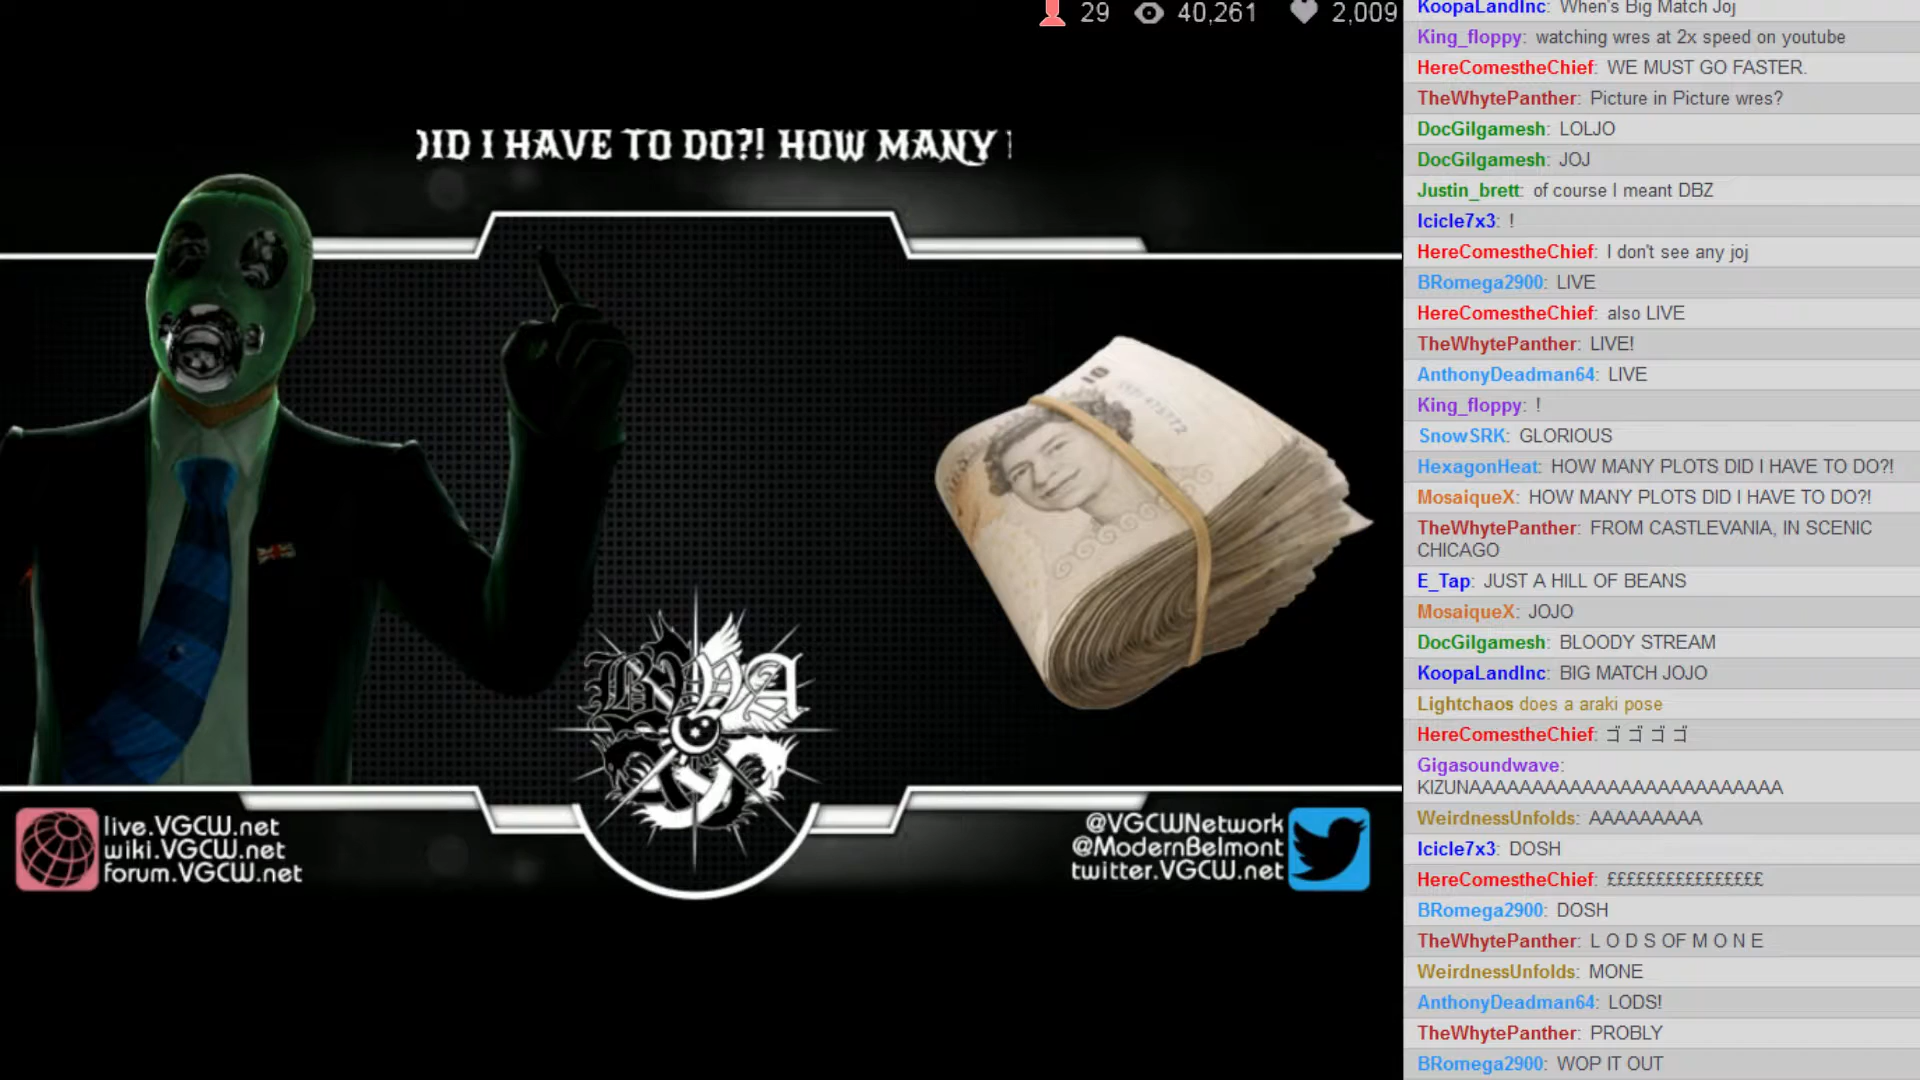 29 40,261 2,009
DID I HAVE TO DO?! HOW MANY
BVA
live.VGCW.net
wiki.VGCW.net
forum.VGCW.net
@VGCWNetwork
@ModernBelmont
twitter.VGCW.net
KoopaLandInc: When's Big Match Joj
King_floppy: watching wres at 2x speed on youtube
HereComestheChief: WE MUST GO FASTER.
TheWhytePanther: Picture in Picture wres?
DocGilgamesh: LOLJO
DocGilgamesh: JOJ
Justin_brett: of course I meant DBZ
Icicle7x3: !
HereComestheChief: I don't see any joj
BRomega2900: LIVE
HereComestheChief: also LIVE
TheWhytePanther: LIVE!
AnthonyDeadman64: LIVE
King_floppy: !
SnowSRK: GLORIOUS
HexagonHeat: HOW MANY PLOTS DID I HAVE TO DO?!
MosaiqueX: HOW MANY PLOTS DID I HAVE TO DO?!
TheWhytePanther: FROM CASTLEVANIA, IN SCENIC
CHICAGO
E_Tap: JUST A HILL OF BEANS
MosaiqueX: JOJO
DocGilgamesh: BLOODY STREAM
KoopaLandInc: BIG MATCH JOJO
Lightchaos does a araki pose
HereComestheChief: ゴ ゴ ゴ ゴ
Gigasoundwave:
KIZUNAAAAAAAAAAAAAAAAAAAAAAAAAA
WeirdnessUnfolds: AAAAAAAAA
Icicle7x3: DOSH
HereComestheChief: ££££££££££££££££
BRomega2900: DOSH
TheWhytePanther: L O D S OF M O N E
WeirdnessUnfolds: MONE
AnthonyDeadman64: LODS!
TheWhytePanther: PROBLY
BRomega2900: WOP IT OUT